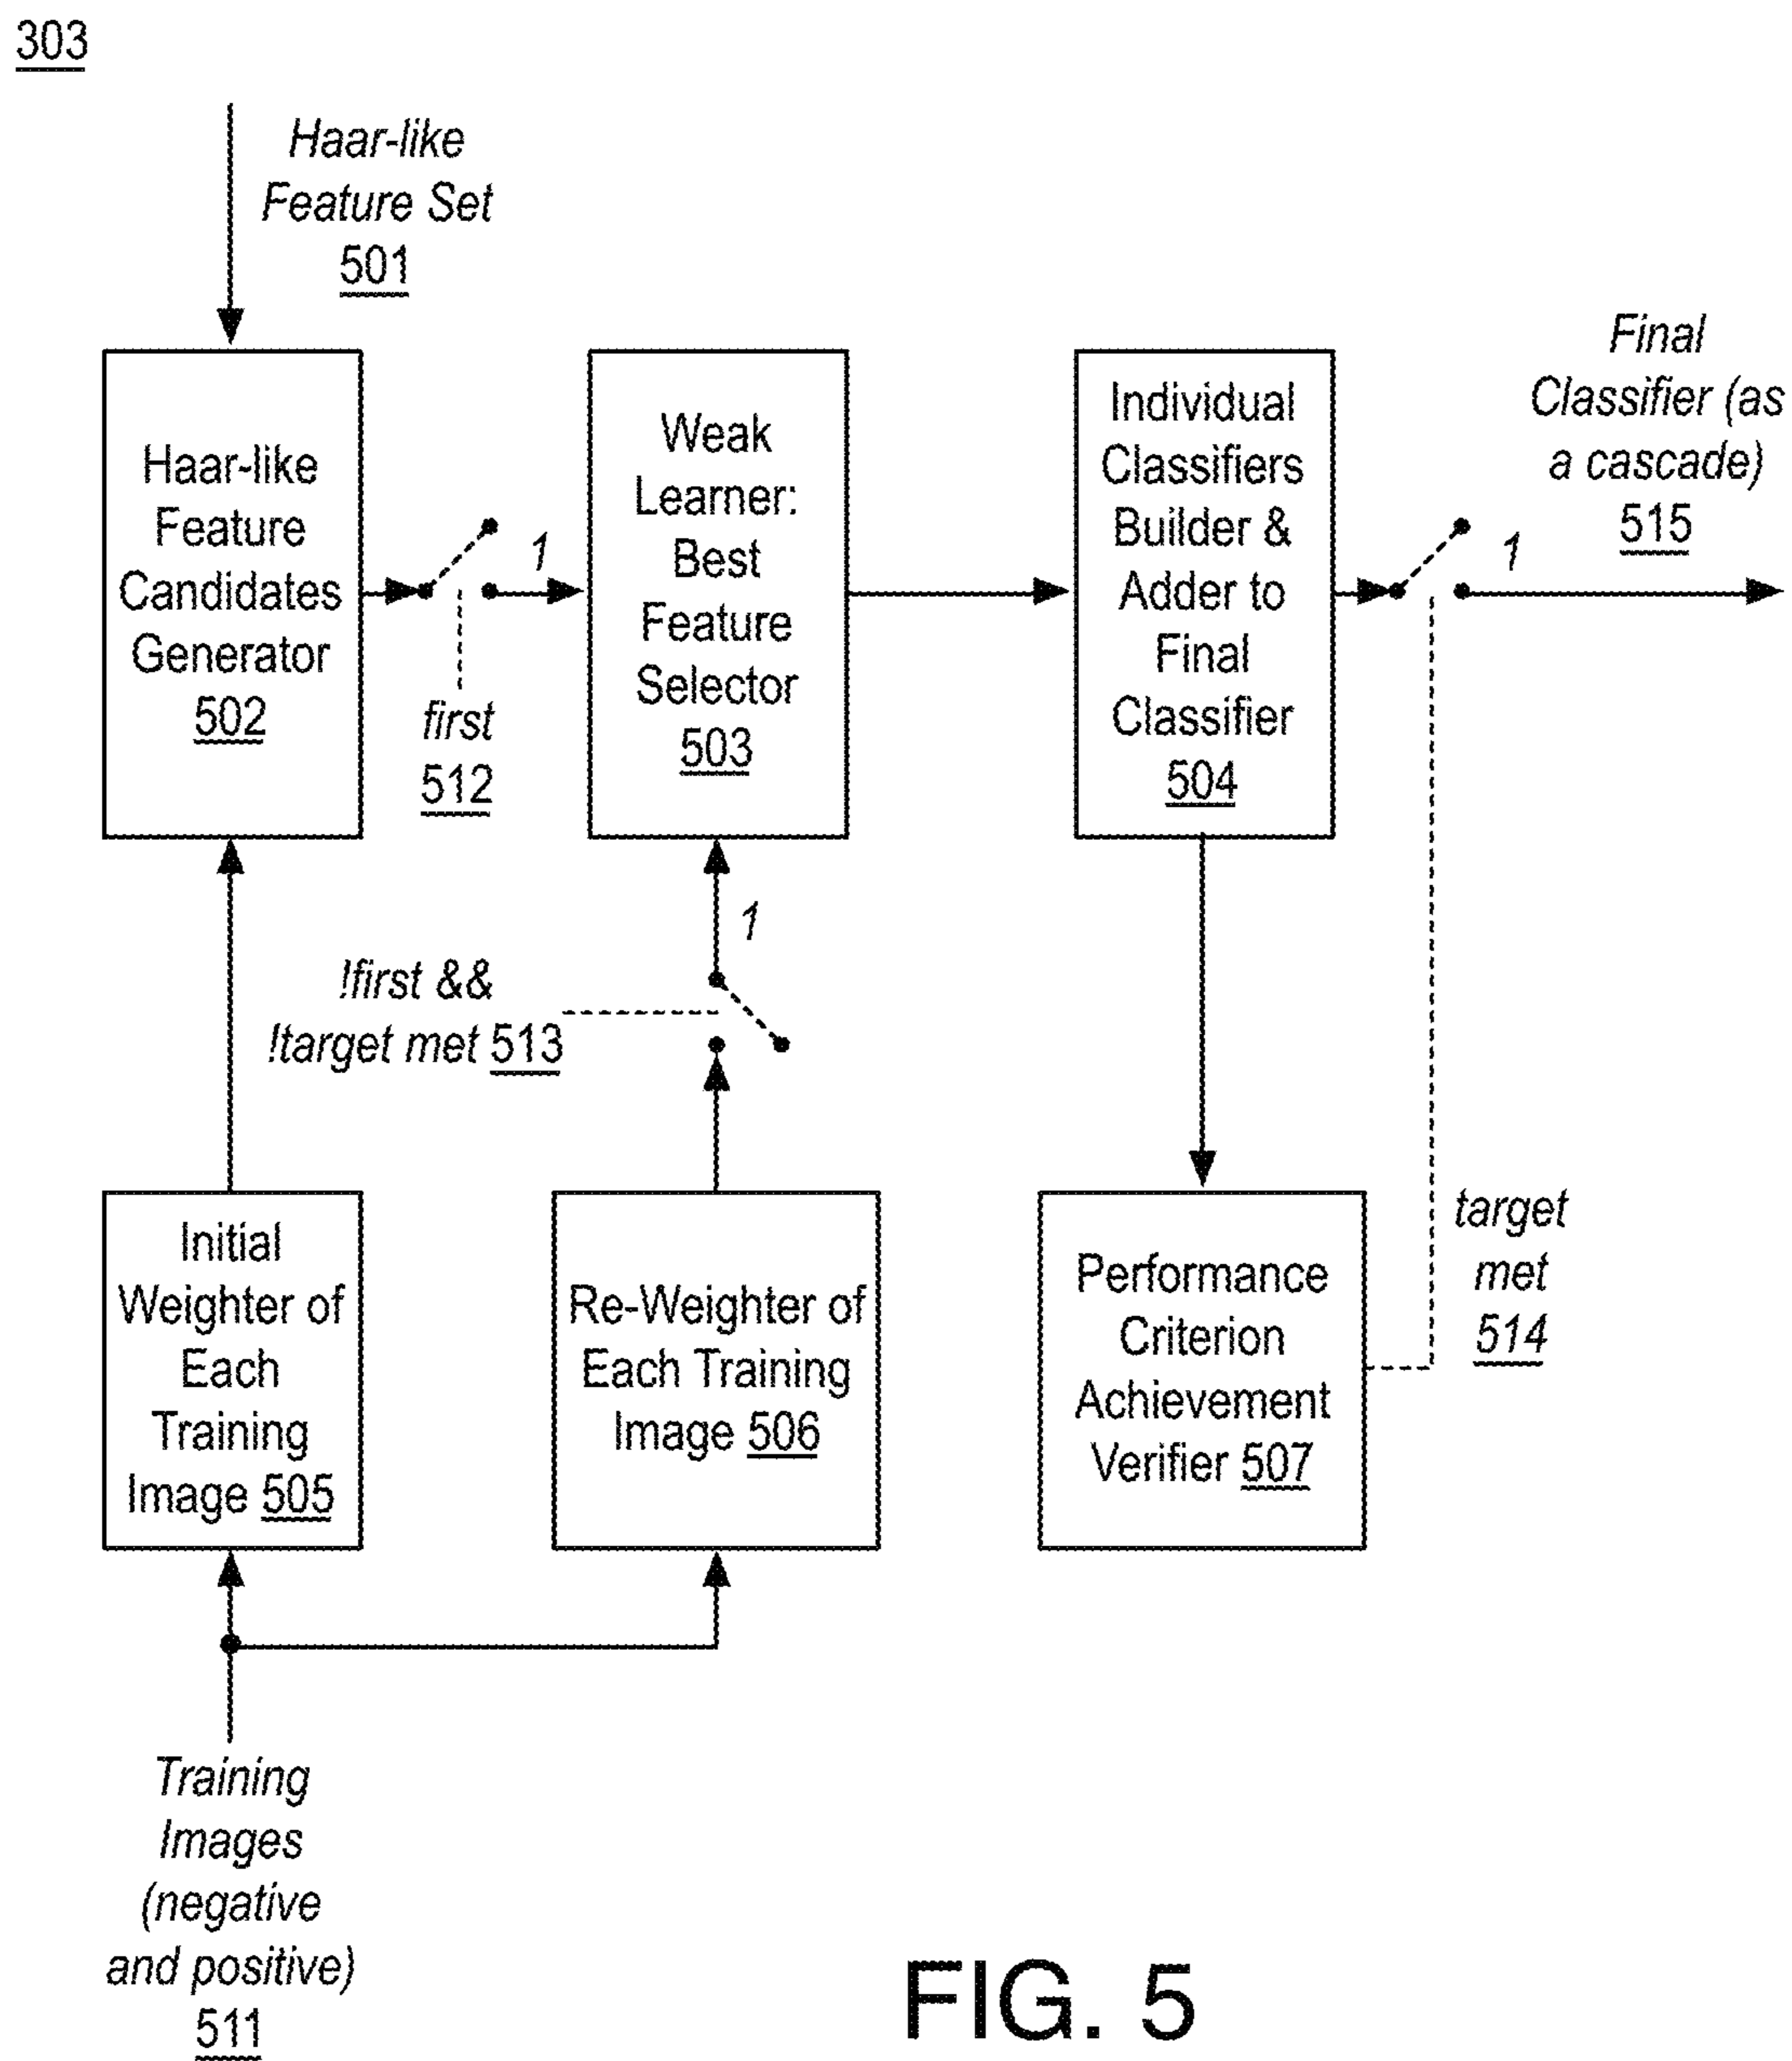 303
Haar-like
Feature Set
501
Haar-like
Feature
Candidates
Generator
502
1
first
512
Weak
Learner:
Best
Feature
Selector
503
Individual
Classifiers
Builder &
Adder to
Final
Classifier
504
1
Final
Classifier (as
a cascade)
515
1
!first &&
!target met 513
Initial
Weighter of
Each
Training
Image 505
Re-Weighter of
Each Training
Image 506
Performance
Criterion
Achievement
Verifier 507
target
met
514
Training
Images
(negative
and positive)
511
FIG. 5